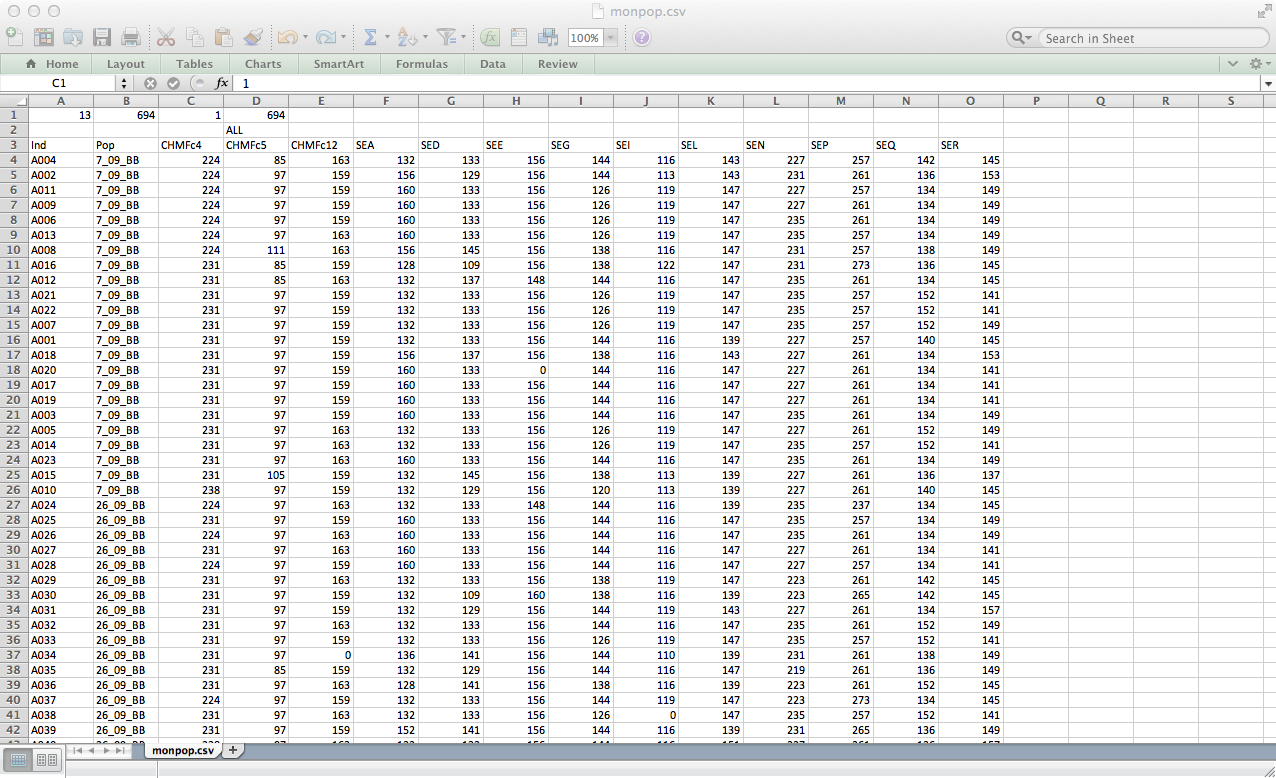 monpop.csv
100%
Search in Sheet
Home Layout Tables Charts SmartArt Formulas Data Review
C1 fx 1
A B C D E F G H I J K L M N O P Q R S
1 13 694 1 694
2 ALL
3 Ind Pop CHMFc4 CHMFc5 CHMFc12 SEA SED SEE SEG SEI SEL SEN SEP SEQ SER
4 A004 7_09_BB 224 85 163 132 133 156 144 116 143 227 257 142 145
5 A002 7_09_BB 224 97 159 156 129 156 144 113 143 231 261 136 153
6 A011 7_09_BB 224 97 159 160 133 156 126 119 147 227 257 134 149
7 A009 7_09_BB 224 97 159 160 133 156 126 119 147 227 261 134 149
8 A006 7_09_BB 224 97 159 160 133 156 126 119 147 235 261 134 149
9 A013 7_09_BB 224 97 163 160 133 156 126 119 147 235 257 134 149
10 A008 7_09_BB 224 111 163 156 145 156 138 116 147 231 257 138 149
11 A016 7_09_BB 231 85 159 128 109 156 138 122 147 231 273 136 145
12 A012 7_09_BB 231 85 163 132 137 148 144 116 147 235 261 134 145
13 A021 7_09_BB 231 97 159 132 133 156 126 119 147 235 257 152 141
14 A022 7_09_BB 231 97 159 132 133 156 126 119 147 235 257 152 141
15 A007 7_09_BB 231 97 159 132 133 156 126 119 147 235 257 152 149
16 A001 7_09_BB 231 97 159 132 133 156 144 116 139 227 257 140 145
17 A018 7_09_BB 231 97 159 156 137 156 138 116 143 227 261 134 153
18 A020 7_09_BB 231 97 159 160 133 0 144 116 147 227 261 134 141
19 A017 7_09_BB 231 97 159 160 133 156 144 116 147 227 261 134 141
20 A019 7_09_BB 231 97 159 160 133 156 144 116 147 227 261 134 141
21 A003 7_09_BB 231 97 159 160 133 156 144 116 147 235 261 134 149
22 A005 7_09_BB 231 97 163 132 133 156 126 119 147 227 261 152 149
23 A014 7_09_BB 231 97 163 132 133 156 126 119 147 235 257 152 141
24 A023 7_09_BB 231 97 163 160 133 156 144 116 147 235 261 134 149
25 A015 7_09_BB 231 105 159 132 145 156 138 113 139 227 261 136 137
26 A010 7_09_BB 238 97 159 132 129 156 120 113 139 227 261 140 145
27 A024 26_09_BB 224 97 163 132 133 148 144 116 139 235 237 134 145
28 A025 26_09_BB 231 97 159 160 133 156 144 116 147 235 257 134 149
29 A026 26_09_BB 224 97 163 160 133 156 144 116 147 235 261 134 149
30 A027 26_09_BB 231 97 163 160 133 156 144 116 147 227 261 134 141
31 A028 26_09_BB 224 97 159 160 133 156 144 116 147 235 257 134 141
32 A029 26_09_BB 231 97 163 132 133 156 138 119 147 223 261 142 145
33 A030 26_09_BB 231 97 159 132 109 160 138 116 139 223 265 142 145
34 A031 26_09_BB 231 97 159 132 129 156 144 119 143 227 261 134 157
35 A032 26_09_BB 231 97 163 132 133 156 144 116 147 235 261 152 149
36 A033 26_09_BB 231 97 159 132 133 156 126 119 147 235 257 152 141
37 A034 26_09_BB 231 97 0 136 141 156 144 110 139 231 261 138 149
38 A035 26_09_BB 231 85 159 132 129 156 144 116 147 219 261 136 149
39 A036 26_09_BB 231 97 163 128 141 156 138 116 139 223 261 152 145
40 A037 26_09_BB 224 97 159 132 133 156 144 119 147 223 273 134 145
41 A038 26_09_BB 231 97 163 132 133 156 126 0 147 235 257 152 141
42 A039 26_09_BB 231 97 159 152 141 156 144 116 139 231 265 136 149
monpop.csv